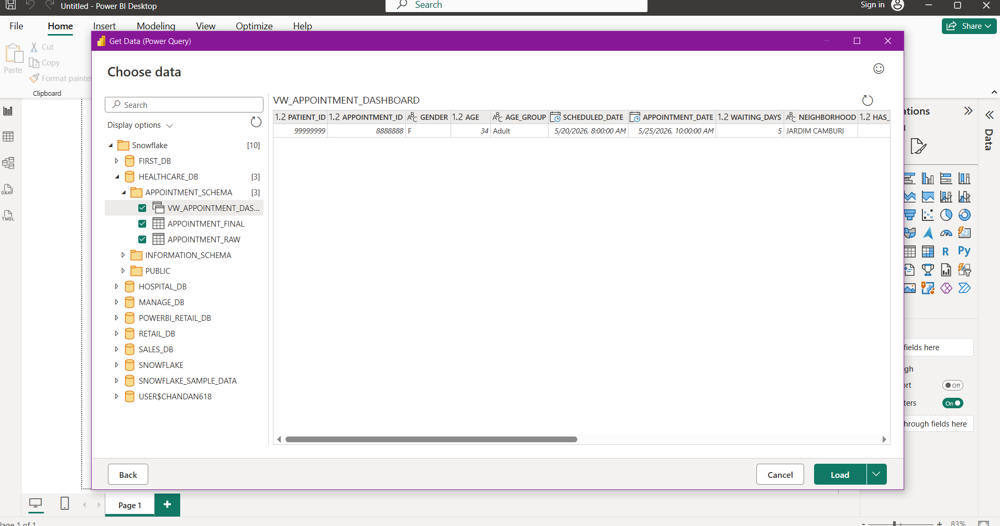 Untitled - Power BI Desktop
Search
Sign in
File
Home
Insert
Modeling
View
Optimize
Help
Share
Paste
Cut
Copy
Format painte
Clipboard
Get Data (Power Query)
Choose data
Search
Display options
Snowflake [10]
FIRST_DB
HEALTHCARE_DB [3]
APPOINTMENT_SCHEMA [3]
VW_APPOINTMENT_DAS...
APPOINTMENT_FINAL
APPOINTMENT_RAW
INFORMATION_SCHEMA
PUBLIC
HOSPITAL_DB
MANAGE_DB
POWERBI_RETAIL_DB
RETAIL_DB
SALES_DB
SNOWFLAKE
SNOWFLAKE_SAMPLE_DATA
USER$CHANDAN618
VW_APPOINTMENT_DASHBOARD
1.2 PATIENT_ID 1.2 APPOINTMENT_ID ABC GENDER 1.2 AGE ABC AGE_GROUP SCHEDULED_DATE APPOINTMENT_DATE 1.2 WAITING_DAYS ABC NEIGHBORHOOD 1.2 HAS_
99999999 8888888 F 34 Adult 5/20/2026, 8:00:00 AM 5/25/2026, 10:00:00 AM 5 JARDIM CAMBURI
Back
Cancel
Load
ations
Data
DAX
TMDL
123
R
Py
fields here
gh
ort
Off
ters
On
hrough fields here
Page 1
+
Page 1 of 1
- + 83%